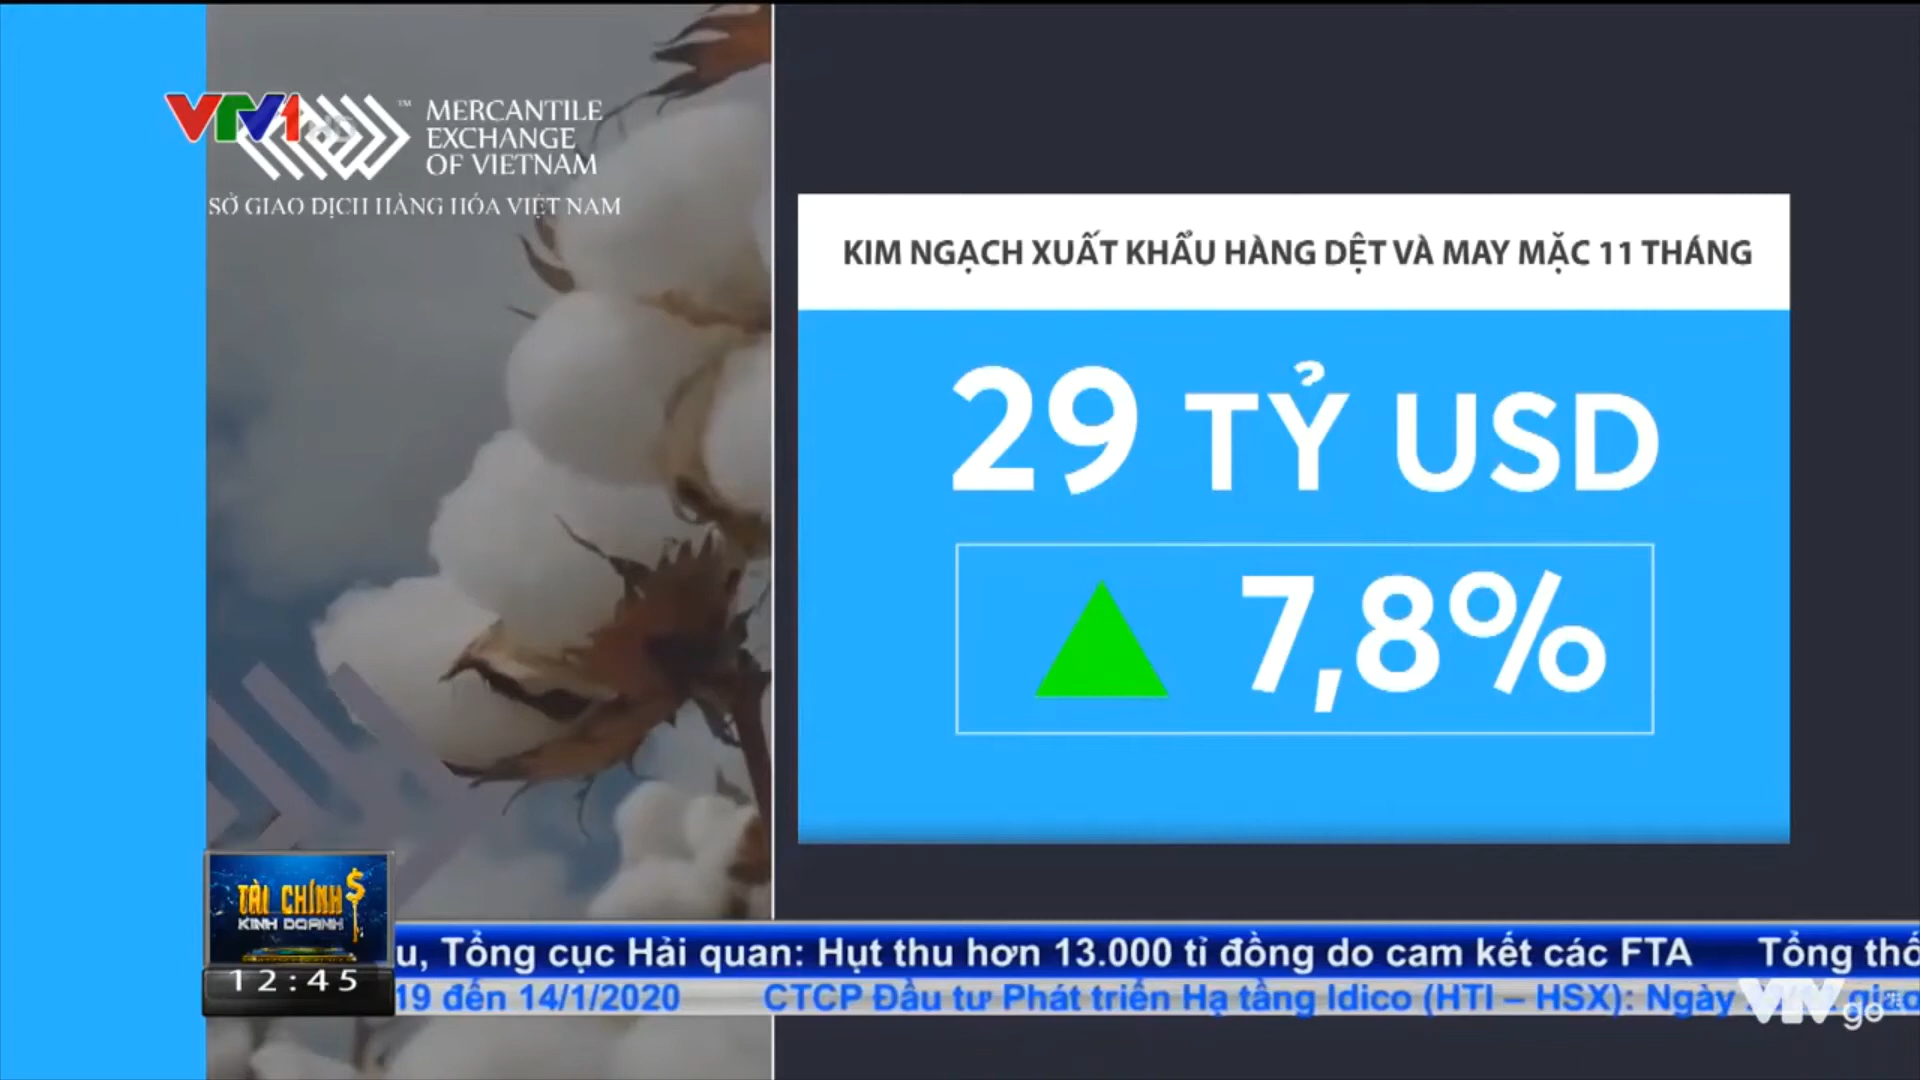 VTV1 HD
MERCANTILE
EXCHANGE
OF VIETNAM
™
SỞ GIAO DỊCH HÀNG HÓA VIỆT NAM
KIM NGẠCH XUẤT KHẨU HÀNG DỆT VÀ MAY MẶC 11 THÁNG
29 TỶ USD
7,8%
TÀI CHÍNH $
KINH DOANH
12:45
u, Tổng cục Hải quan: Hụt thu hơn 13.000 tỉ đồng do cam kết các FTA Tổng thố
19 đến 14/1/2020 CTCP Đầu tư Phát triển Hạ tầng Idico (HTI – HSX): Ngày
VTV go